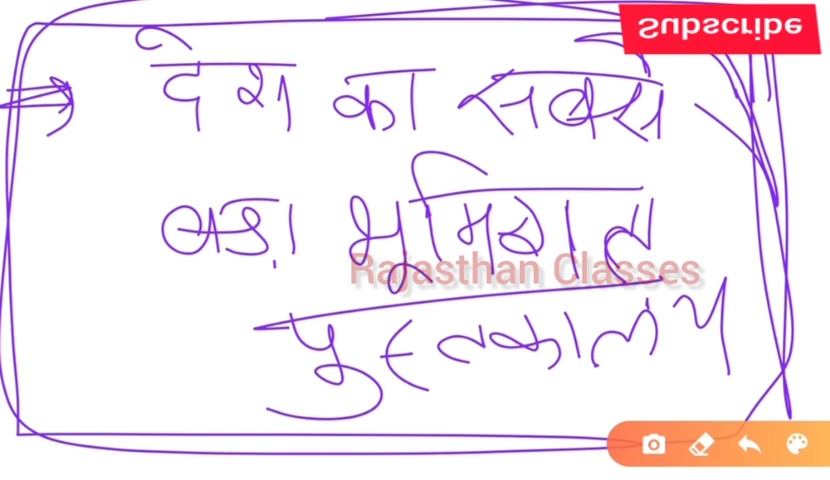 Subscribe
देश का सबसे
बड़ा भूमिगत
Rajasthan Classes
पुस्तकालय